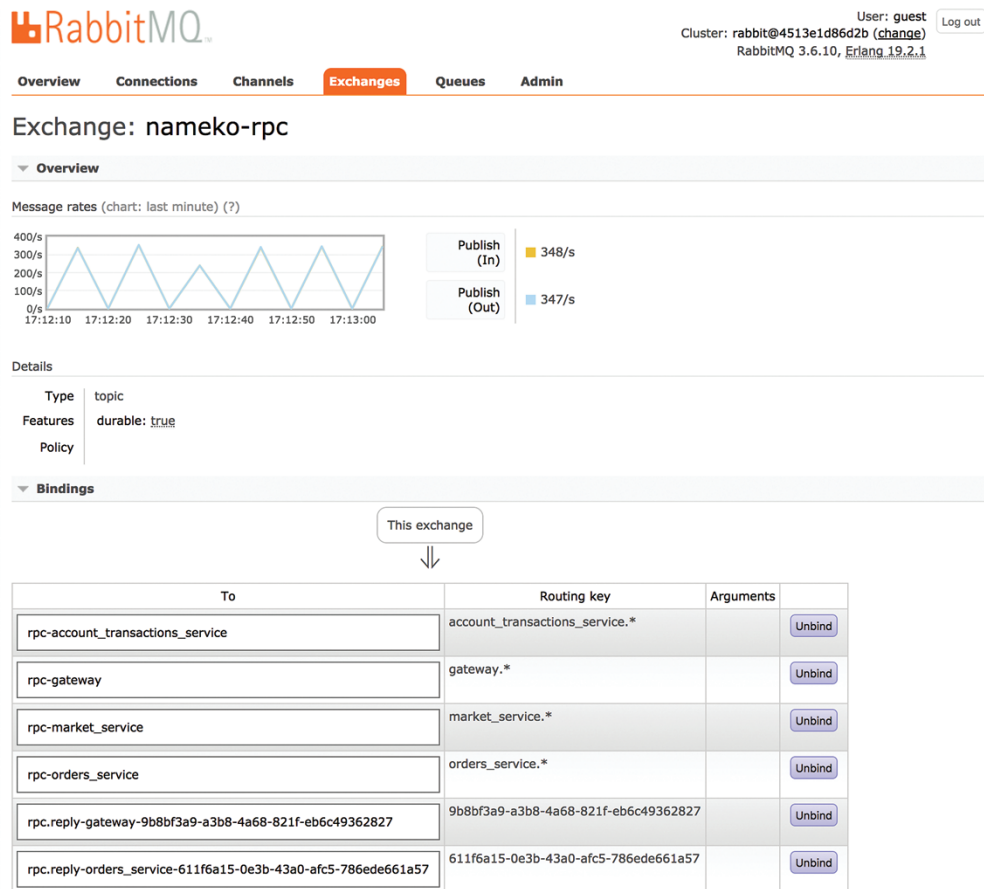 RabbitMQ
User: guest
Log out
Cluster: rabbit@4513e1d86d2b (change)
RabbitMQ 3.6.10, Erlang 19.2.1
Overview Connections Channels Exchanges Queues Admin
Exchange: nameko-rpc
Overview
Message rates (chart: last minute) (?)
400/s
300/s
200/s
100/s
0/s
17:12:10 17:12:20 17:12:30 17:12:40 17:12:50 17:13:00
Publish
(In)
348/s
Publish
(Out)
347/s
Details
Type topic
Features durable: true
Policy
Bindings
This exchange
To Routing key Arguments
rpc-account_transactions_service account_transactions_service.* Unbind
rpc-gateway gateway.* Unbind
rpc-market_service market_service.* Unbind
rpc-orders_service orders_service.* Unbind
rpc.reply-gateway-9b8bf3a9-a3b8-4a68-821f-eb6c49362827 9b8bf3a9-a3b8-4a68-821f-eb6c49362827 Unbind
rpc.reply-orders_service-611f6a15-0e3b-43a0-afc5-786ede661a57 611f6a15-0e3b-43a0-afc5-786ede661a57 Unbind